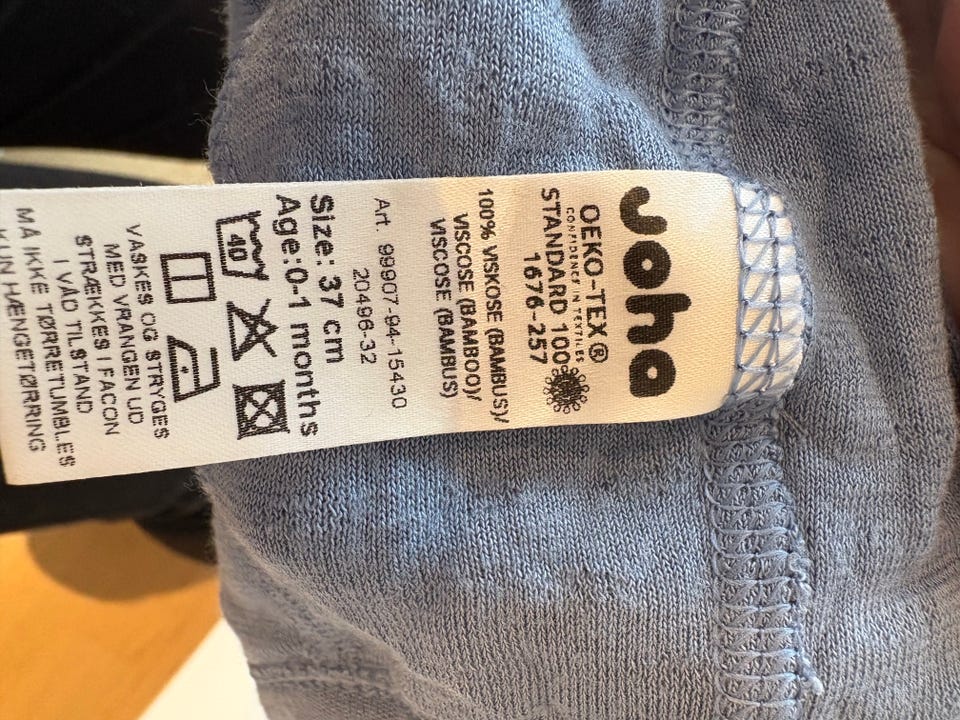 joha
OEKO-TEX®
CONFIDENCE IN TEXTILES
STANDARD 100
1676-257
100% VISKOSE (BAMBUS)/
VISCOSE (BAMBOO)/
VISCOSE (BAMBUS)
Art. 99907-94-15430
20496-32
Size: 37 cm
Age:0-1 months
40
VASKES OG STRYGES
MED VRANGEN UD
STRÆKKES I FACON
I VÅD TILSTAND
MÅ IKKE TØRRETUMBLES
KUN HÆNGETØRRING